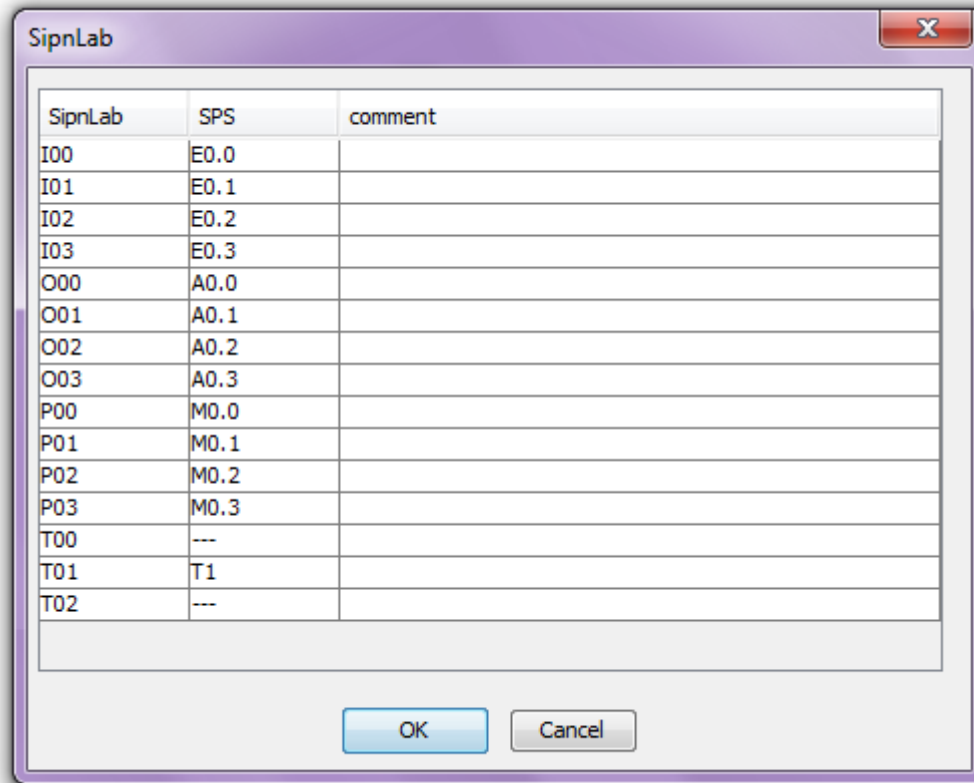 SipnLab
SipnLab SPS comment
I00 E0.0
I01 E0.1
I02 E0.2
I03 E0.3
O00 A0.0
O01 A0.1
O02 A0.2
O03 A0.3
P00 M0.0
P01 M0.1
P02 M0.2
P03 M0.3
T00 ---
T01 T1
T02 ---
OK Cancel